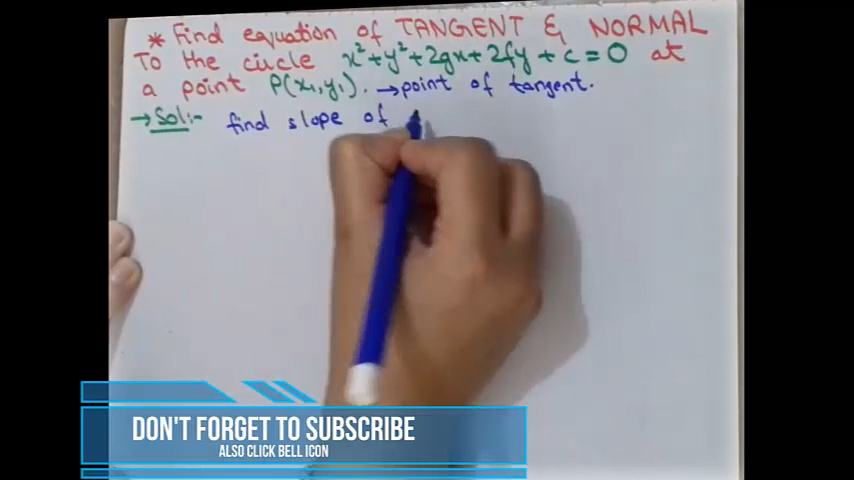 * Find equation of TANGENT & NORMAL
To the circle x²+y²+2gx+2fy+c=0 at
a point P(x₁,y₁). →point of tangent.
→Sol:- find slope of
DON'T FORGET TO SUBSCRIBE
ALSO CLICK BELL ICON